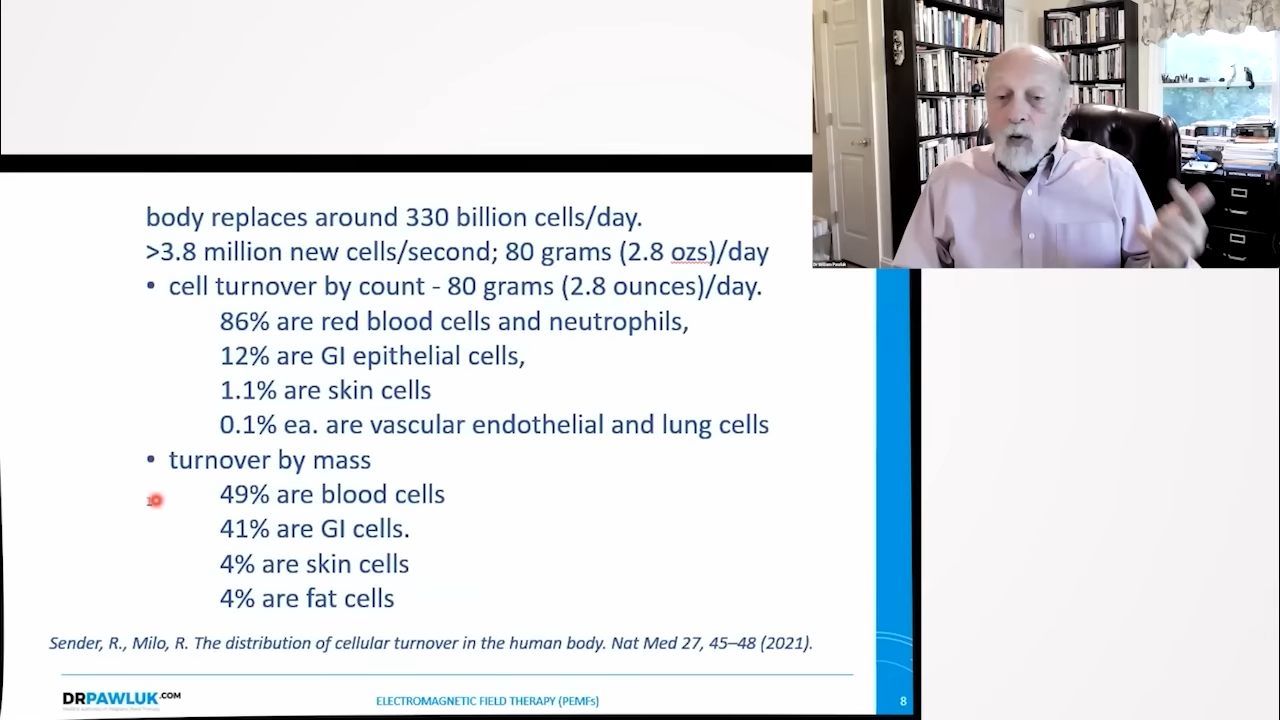 body replaces around 330 billion cells/day.
>3.8 million new cells/second; 80 grams (2.8 ozs)/day
• cell turnover by count - 80 grams (2.8 ounces)/day.
86% are red blood cells and neutrophils,
12% are GI epithelial cells,
1.1% are skin cells
0.1% ea. are vascular endothelial and lung cells
• turnover by mass
49% are blood cells
41% are GI cells.
4% are skin cells
4% are fat cells
Sender, R., Milo, R. The distribution of cellular turnover in the human body. Nat Med 27, 45–48 (2021).
DRPAWLUK.COM
ELECTROMAGNETIC FIELD THERAPY (PEMFs)
8